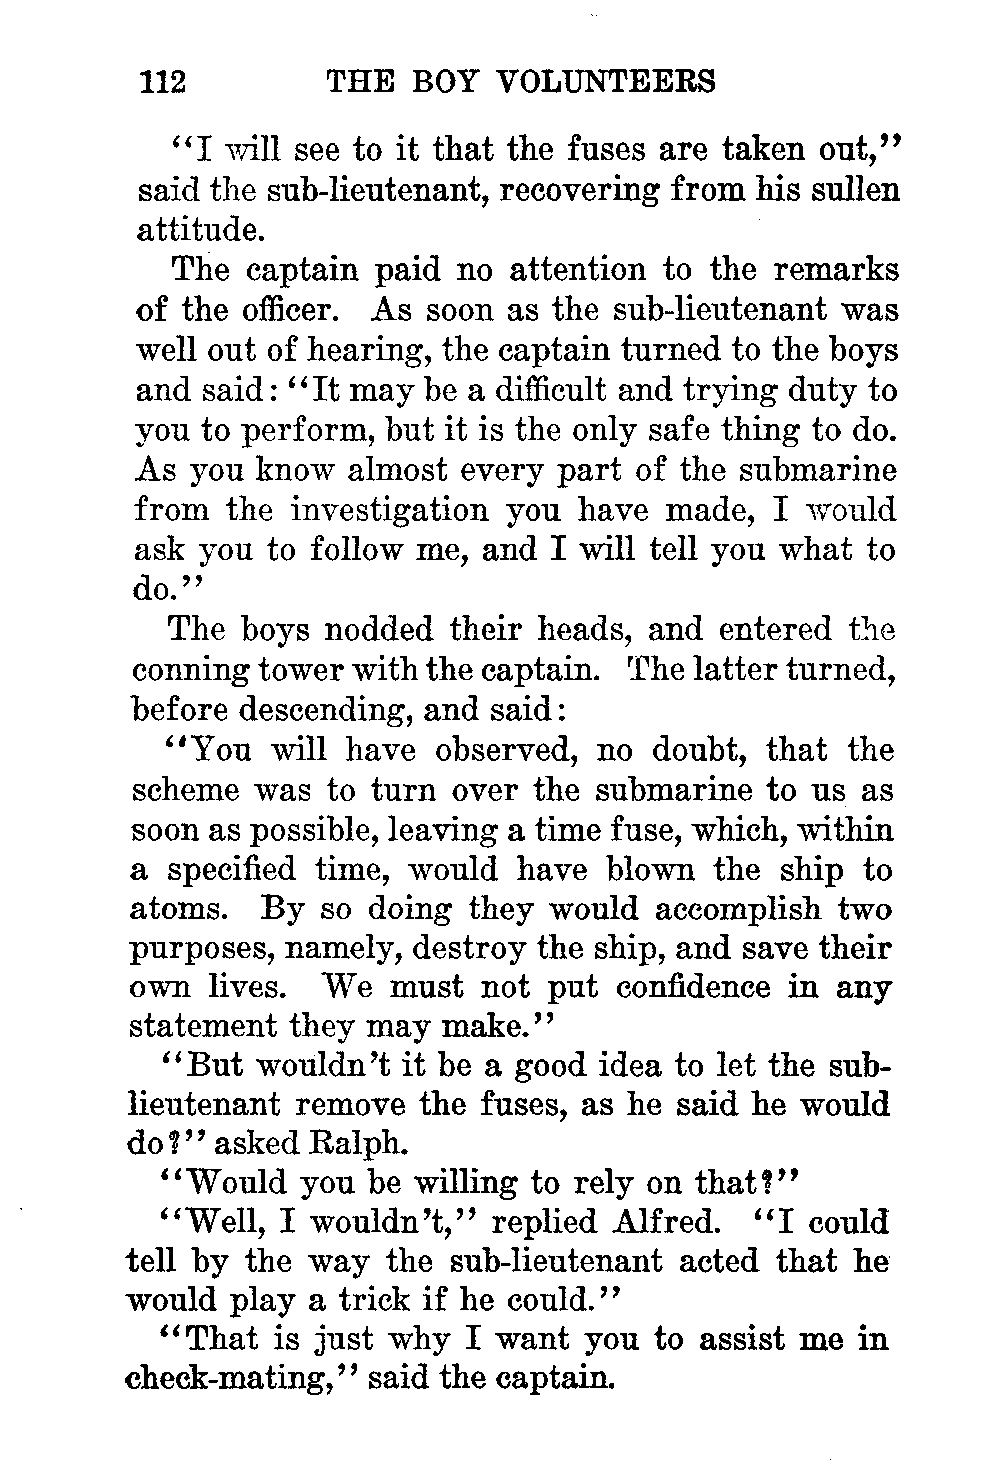 112 THE BOY VOLUNTEERS
“I will see to it that the fuses are taken out,”
said the sub-lieutenant, recovering from his sullen
attitude.
The captain paid no attention to the remarks
of the officer. As soon as the sub-lieutenant was
well out of hearing, the captain turned to the boys
and said: “It may be a difficult and trying duty to
you to perform, but it is the only safe thing to do.
As you know almost every part of the submarine
from the investigation you have made, I would
ask you to follow me, and I will tell you what to
do.”
The boys nodded their heads, and entered the
conning tower with the captain. The latter turned,
before descending, and said:
“You will have observed, no doubt, that the
scheme was to turn over the submarine to us as
soon as possible, leaving a time fuse, which, within
a specified time, would have blown the ship to
atoms. By so doing they would accomplish two
purposes, namely, destroy the ship, and save their
own lives. We must not put confidence in any
statement they may make.”
“But wouldn’t it be a good idea to let the sub-
lieutenant remove the fuses, as he said he would
do?” asked Ralph.
“Would you be willing to rely on that?”
“Well, I wouldn’t,” replied Alfred. “I could
tell by the way the sub-lieutenant acted that he
would play a trick if he could.”
“That is just why I want you to assist me in
check-mating,” said the captain.